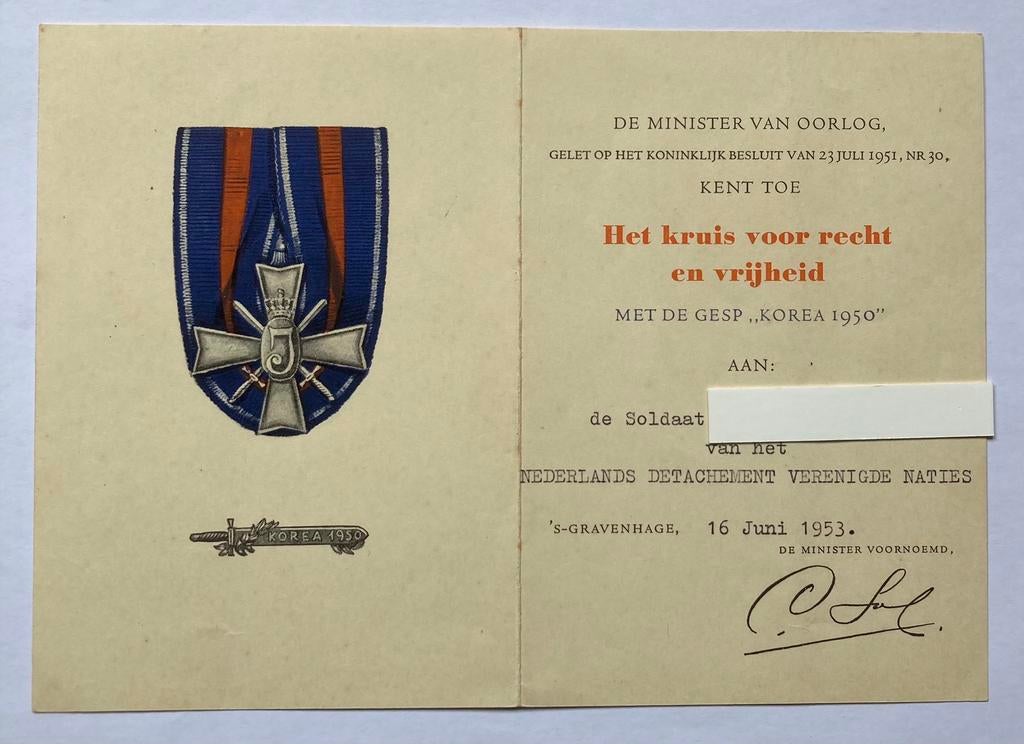 J
KOREA 1950
DE MINISTER VAN OORLOG,
GELET OP HET KONINKLIJK BESLUIT VAN 23 JULI 1951, NR 30,
KENT TOE
Het kruis voor recht
en vrijheid
MET DE GESP „KOREA 1950”
AAN:
de Soldaat
van het
NEDERLANDS DETACHEMENT VERENIGDE NATIES
'S-GRAVENHAGE, 16 Juni 1953.
DE MINISTER VOORNOEMD,